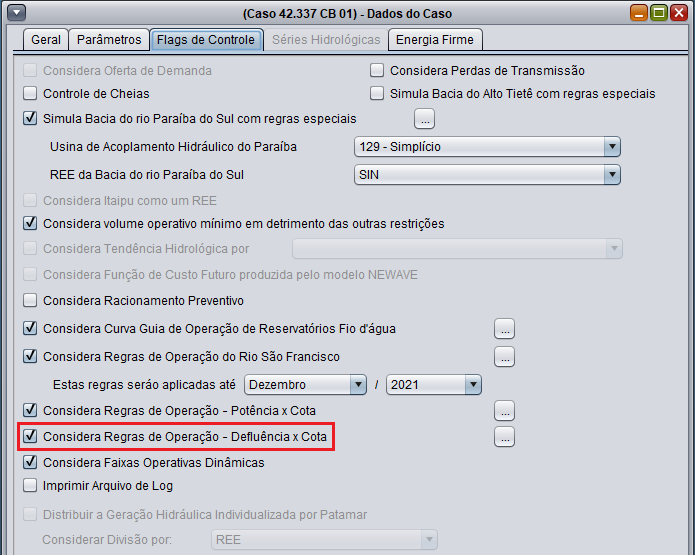 (Caso 42.337 CB 01) - Dados do Caso
Geral Parâmetros Flags de Controle Séries Hidrológicas Energia Firme
Considera Oferta de Demanda Considera Perdas de Transmissão
Controle de Cheias Simula Bacia do Alto Tietê com regras especiais
Simula Bacia do rio Paraíba do Sul com regras especiais ...
Usina de Acoplamento Hidráulico do Paraíba 129 - Simplício
REE da Bacia do rio Paraíba do Sul SIN
Considera Itaipu como um REE
Considera volume operativo mínimo em detrimento das outras restrições
Considera Tendência Hidrológica por
Considera Função de Custo Futuro produzida pelo modelo NEWAVE
Considera Racionamento Preventivo
Considera Curva Guia de Operação de Reservatórios Fio d'água ...
Considera Regras de Operação do Rio São Francisco ...
Estas regras seráo aplicadas até Dezembro / 2021
Considera Regras de Operação - Potência x Cota ...
Considera Regras de Operação - Defluência x Cota ...
Considera Faixas Operativas Dinâmicas
Imprimir Arquivo de Log
Distribuir a Geração Hidráulica Individualizada por Patamar
Considerar Divisão por: REE